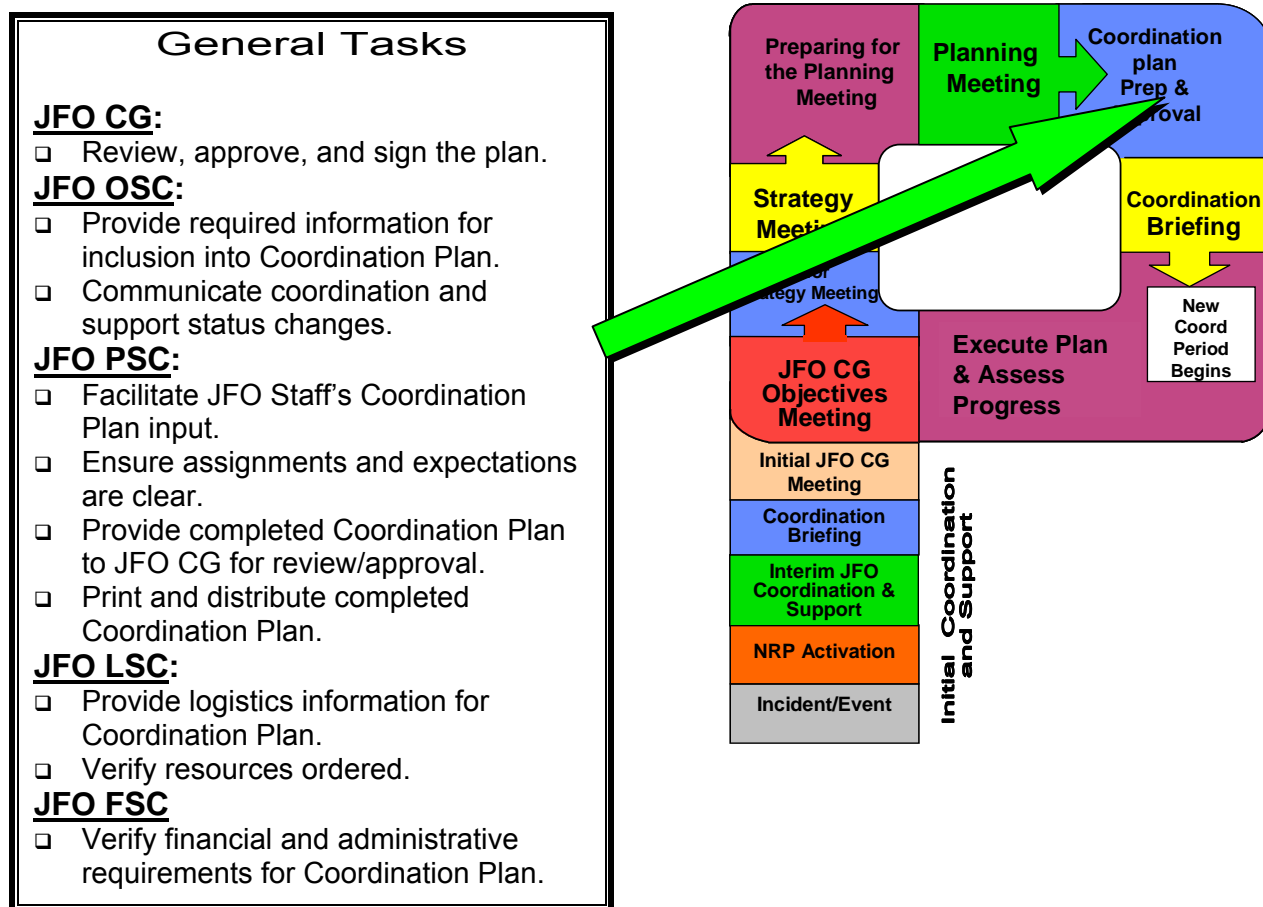 General Tasks
JFO CG:
❑ Review, approve, and sign the plan.
JFO OSC:
❑ Provide required information for
inclusion into Coordination Plan.
❑ Communicate coordination and
support status changes.
JFO PSC:
❑ Facilitate JFO Staff’s Coordination
Plan input.
❑ Ensure assignments and expectations
are clear.
❑ Provide completed Coordination Plan
to JFO CG for review/approval.
❑ Print and distribute completed
Coordination Plan.
JFO LSC:
❑ Provide logistics information for
Coordination Plan.
❑ Verify resources ordered.
JFO FSC
❑ Verify financial and administrative
requirements for Coordination Plan.
Preparing for
the Planning
Meeting
Planning
Meeting
Coordination
plan
Prep &
proval
Strategy
Meetin
Coordination
Briefing
ategy Meeting
New
Coord
Period
Begins
Execute Plan
& Assess
Progress
JFO CG
Objectives
Meeting
Initial JFO CG
Meeting
Coordination
Briefing
Interim JFO
Coordination &
Support
NRP Activation
Incident/Event
Initial Coordination
and Support